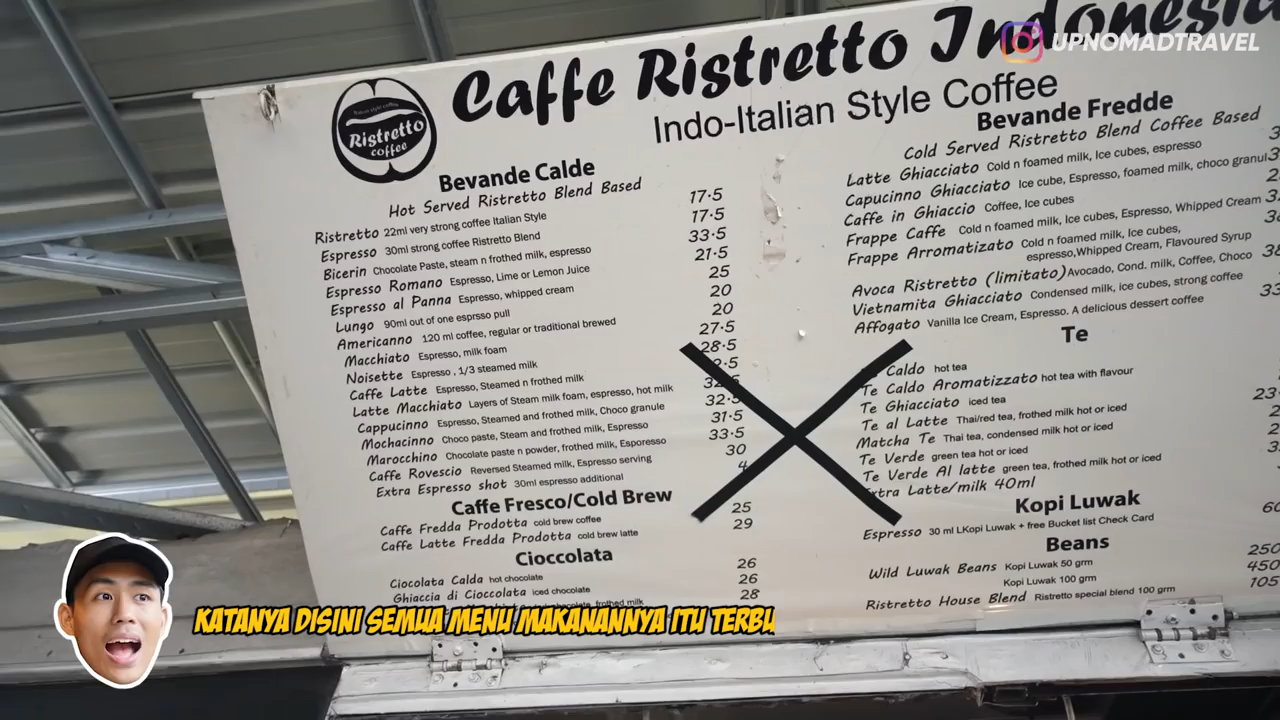 UPNOMADTRAVEL
Caffe Ristretto Indonesia
Indo-Italian Style Coffee
Ristretto
coffee
Bevande Calde
Hot Served Ristretto Blend Based
Ristretto 22ml very strong coffee Italian Style 17.5
Espresso 30ml strong coffee Ristretto Blend 17.5
Bicerin Chocolate Paste, steam n frothed milk, espresso 33.5
Espresso Romano Espresso, Lime or Lemon Juice 21.5
Espresso al Panna Espresso, whipped cream 25
Lungo 90ml out of one esprsso pull 20
Americanno 120 ml coffee, regular or traditional brewed 20
Macchiato Espresso, milk foam 27.5
Noisette Espresso , 1/3 steamed milk 28.5
Caffe Latte Espresso, Steamed n frothed milk
Latte Macchiato Layers of Steam milk foam, espresso, hot milk
Cappucinno Espresso, Steamed and frothed milk, Choco granule 32.5
Mochacinno Choco paste, Steam and frothed milk, Espresso 31.5
Marocchino Chocolate paste n powder, frothed milk, Esporesso 33.5
Caffe Rovescio Reversed Steamed milk, Espresso serving 30
Extra Espresso shot 30ml espresso additional
Caffe Fresco/Cold Brew
Caffe Fredda Prodotta cold brew coffee 25
Caffe Latte Fredda Prodotta cold brew latte 29
Cioccolata
Ciocolata Calda hot chocolate 26
Ghiaccia di Cioccolata iced chocolate 26
frothed milk 28
Bevande Fredde
Cold Served Ristretto Blend Coffee Based
Latte Ghiacciato Cold n foamed milk, Ice cubes, espresso
Capucinno Ghiacciato Ice cube, Espresso, foamed milk, choco granul
Caffe in Ghiaccio Coffee, Ice cubes
Frappe Caffe Cold n foamed milk, Ice cubes, Espresso, Whipped Cream
Frappe Arromatizato Cold n foamed milk, Ice cubes,
espresso,Whipped Cream, Flavoured Syrup
Avoca Ristretto (limitato) Avocado, Cond. milk, Coffee, Choco
Vietnamita Ghiacciato Condensed milk, ice cubes, strong coffee
Affogato Vanilla Ice Cream, Espresso. A delicious dessert coffee
Te
Caldo hot tea
Te Caldo Aromatizzato hot tea with flavour
Te Ghiacciato iced tea
Te al Latte Thai/red tea, frothed milk hot or iced
Matcha Te Thai tea, condensed milk hot or iced
Te Verde green tea hot or iced
Te Verde Al latte green tea, frothed milk hot or iced
Extra Latte/milk 40ml
Kopi Luwak
Espresso 30 ml LKopi Luwak + free Bucket list Check Card
Beans
Wild Luwak Beans Kopi Luwak 50 grm 250
Kopi Luwak 100 grm 450
Ristretto House Blend Ristretto special blend 100 grm 105
KATANYA DISINI SEMUA MENU MAKANANNYA ITU TERBU